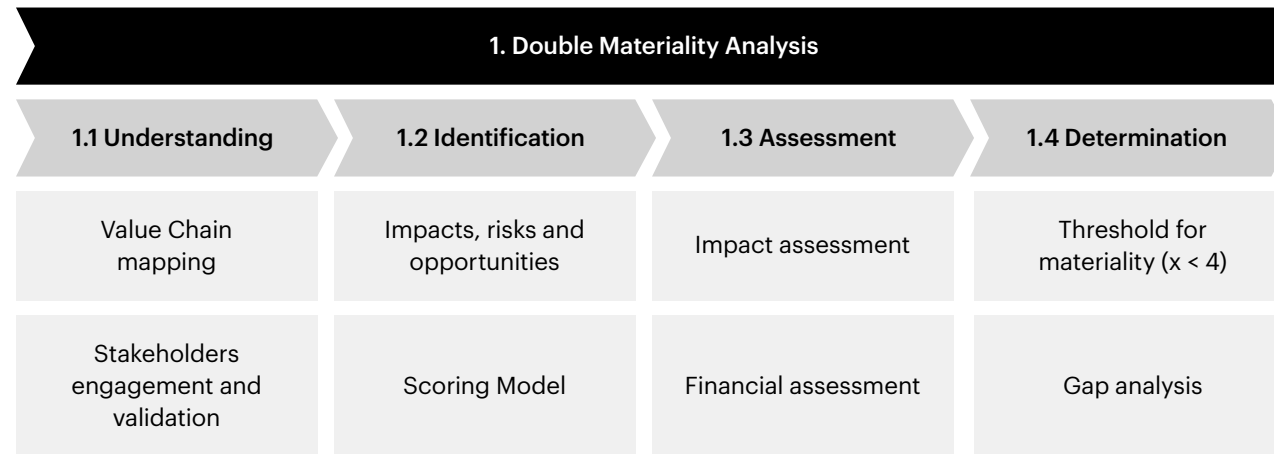 1. Double Materiality Analysis
1.1 Understanding
1.2 Identification
1.3 Assessment
1.4 Determination
Value Chain
mapping
Impacts, risks and
opportunities
Impact assessment
Threshold for
materiality (x < 4)
Stakeholders
engagement and
validation
Scoring Model
Financial assessment
Gap analysis